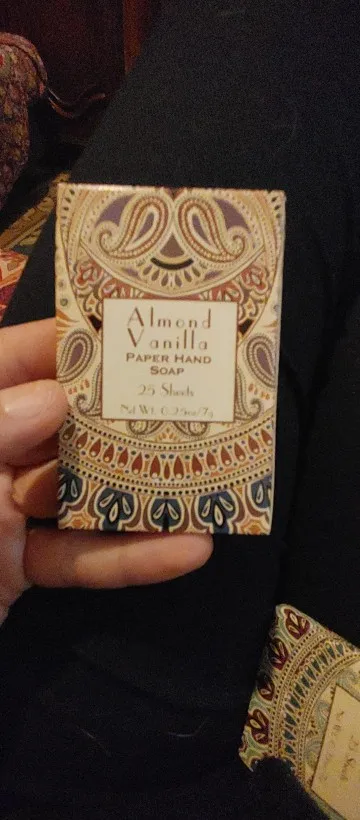 Almond
Vanilla
PAPER HAND
SOAP
25 Sheets
Net Wt. 0.25oz/7g